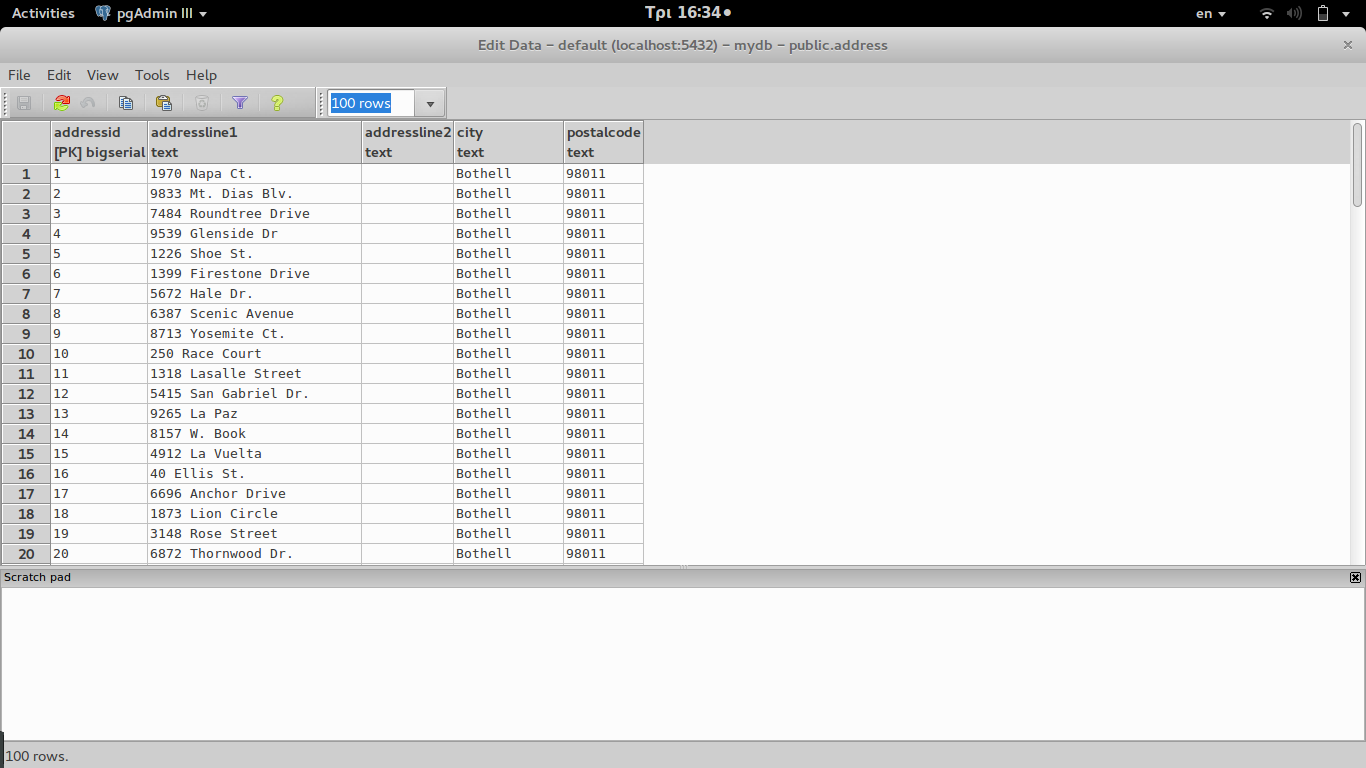 Activities pgAdmin III Τρι 16:34 en
Edit Data - default (localhost:5432) - mydb - public.address
File Edit View Tools Help
100 rows
addressid addressline1 addressline2 city postalcode
[PK] bigserial text text text text
1 1 1970 Napa Ct. Bothell 98011
2 2 9833 Mt. Dias Blv. Bothell 98011
3 3 7484 Roundtree Drive Bothell 98011
4 4 9539 Glenside Dr Bothell 98011
5 5 1226 Shoe St. Bothell 98011
6 6 1399 Firestone Drive Bothell 98011
7 7 5672 Hale Dr. Bothell 98011
8 8 6387 Scenic Avenue Bothell 98011
9 9 8713 Yosemite Ct. Bothell 98011
10 10 250 Race Court Bothell 98011
11 11 1318 Lasalle Street Bothell 98011
12 12 5415 San Gabriel Dr. Bothell 98011
13 13 9265 La Paz Bothell 98011
14 14 8157 W. Book Bothell 98011
15 15 4912 La Vuelta Bothell 98011
16 16 40 Ellis St. Bothell 98011
17 17 6696 Anchor Drive Bothell 98011
18 18 1873 Lion Circle Bothell 98011
19 19 3148 Rose Street Bothell 98011
20 20 6872 Thornwood Dr. Bothell 98011
Scratch pad
100 rows.